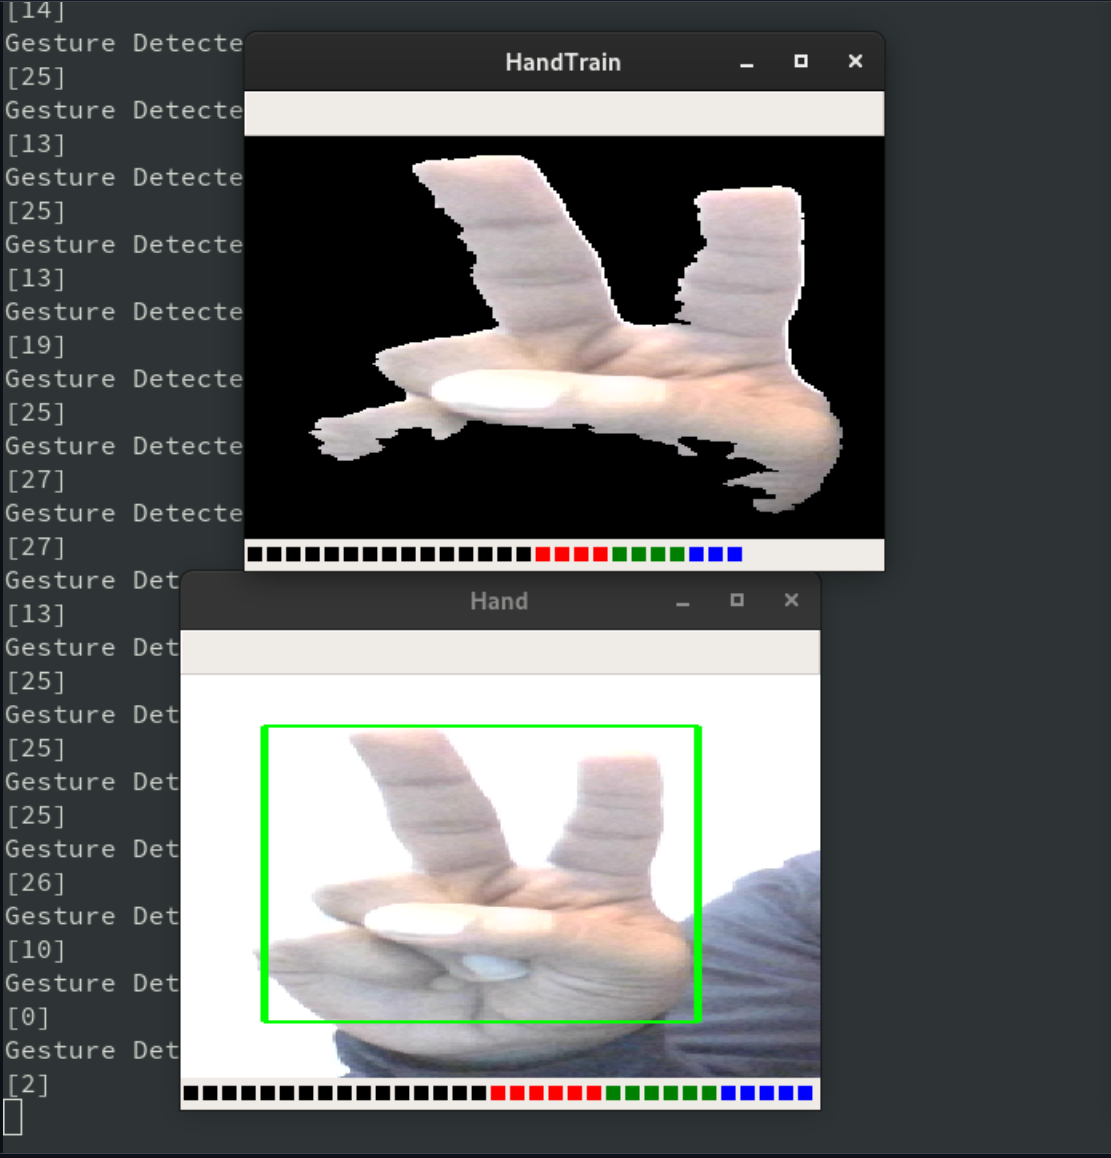 [14]
Gesture Detecte
[25]
Gesture Detecte
[13]
Gesture Detecte
[25]
Gesture Detecte
[13]
Gesture Detecte
[19]
Gesture Detecte
[25]
Gesture Detecte
[27]
Gesture Detecte
[27]
Gesture Det
[13]
Gesture Det
[25]
Gesture Det
[25]
Gesture Det
[25]
Gesture Det
[26]
Gesture Det
[10]
Gesture Det
[0]
Gesture Det
[2]
HandTrain
Hand